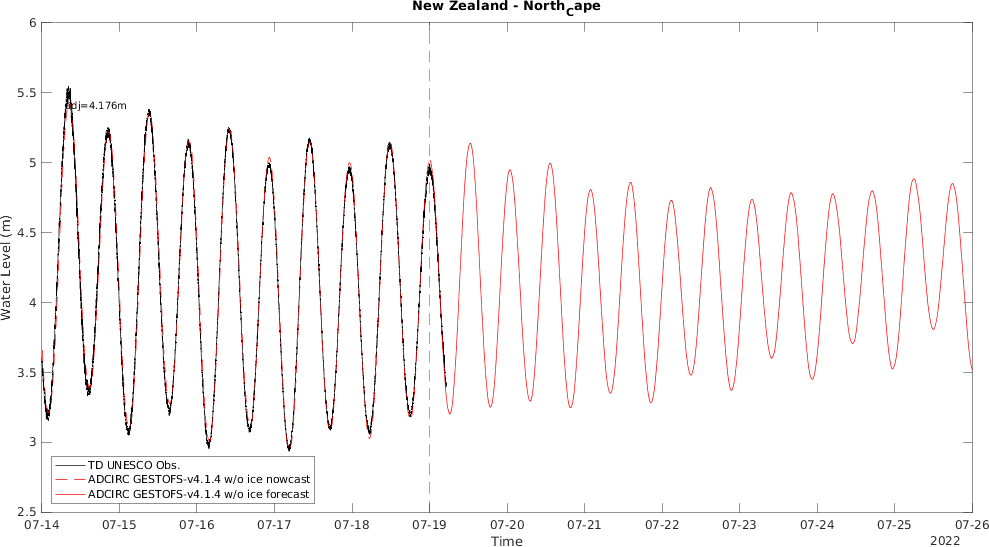 New Zealand - NorthCape
6
5.5
5
4.5
4
3.5
3
2.5
Water Level (m)
adj=4.176m
TD UNESCO Obs.
ADCIRC GESTOFS-v4.1.4 w/o ice nowcast
ADCIRC GESTOFS-v4.1.4 w/o ice forecast
07-14 07-15 07-16 07-17 07-18 07-19 07-20 07-21 07-22 07-23 07-24 07-25 07-26
Time
2022